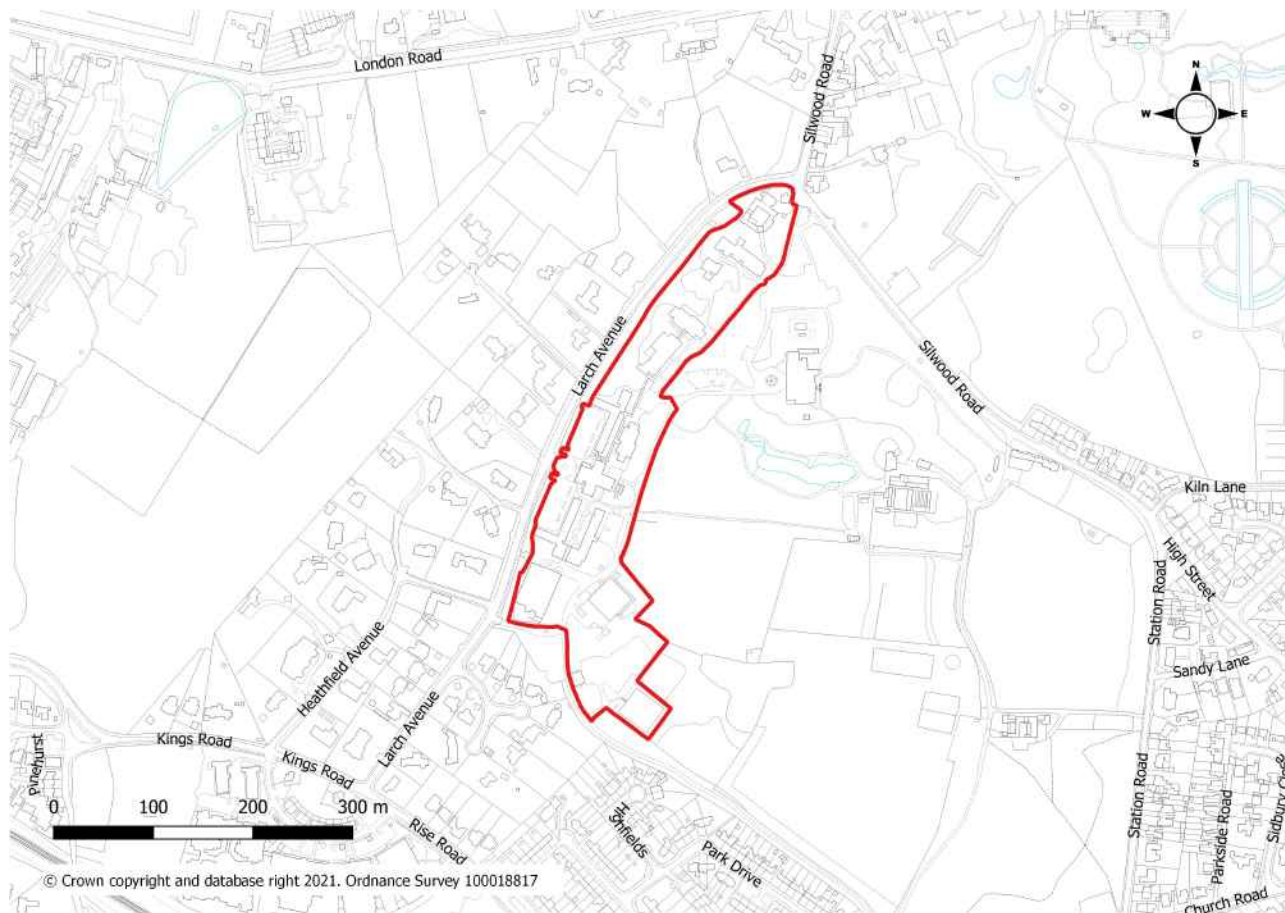 London Road
Silwood Road
N
W E
S
Larch Avenue
Silwood Road
Kiln Lane
High Street
Station Road
Sandy Lane
Heathfield Avenue
Larch Avenue
Kings Road
Kings Road
Pinehurst
Rise Road
Highfields
Park Drive
Station Road
Parkside Road
Church Road
0 100 200 300 m
© Crown copyright and database right 2021. Ordnance Survey 100018817